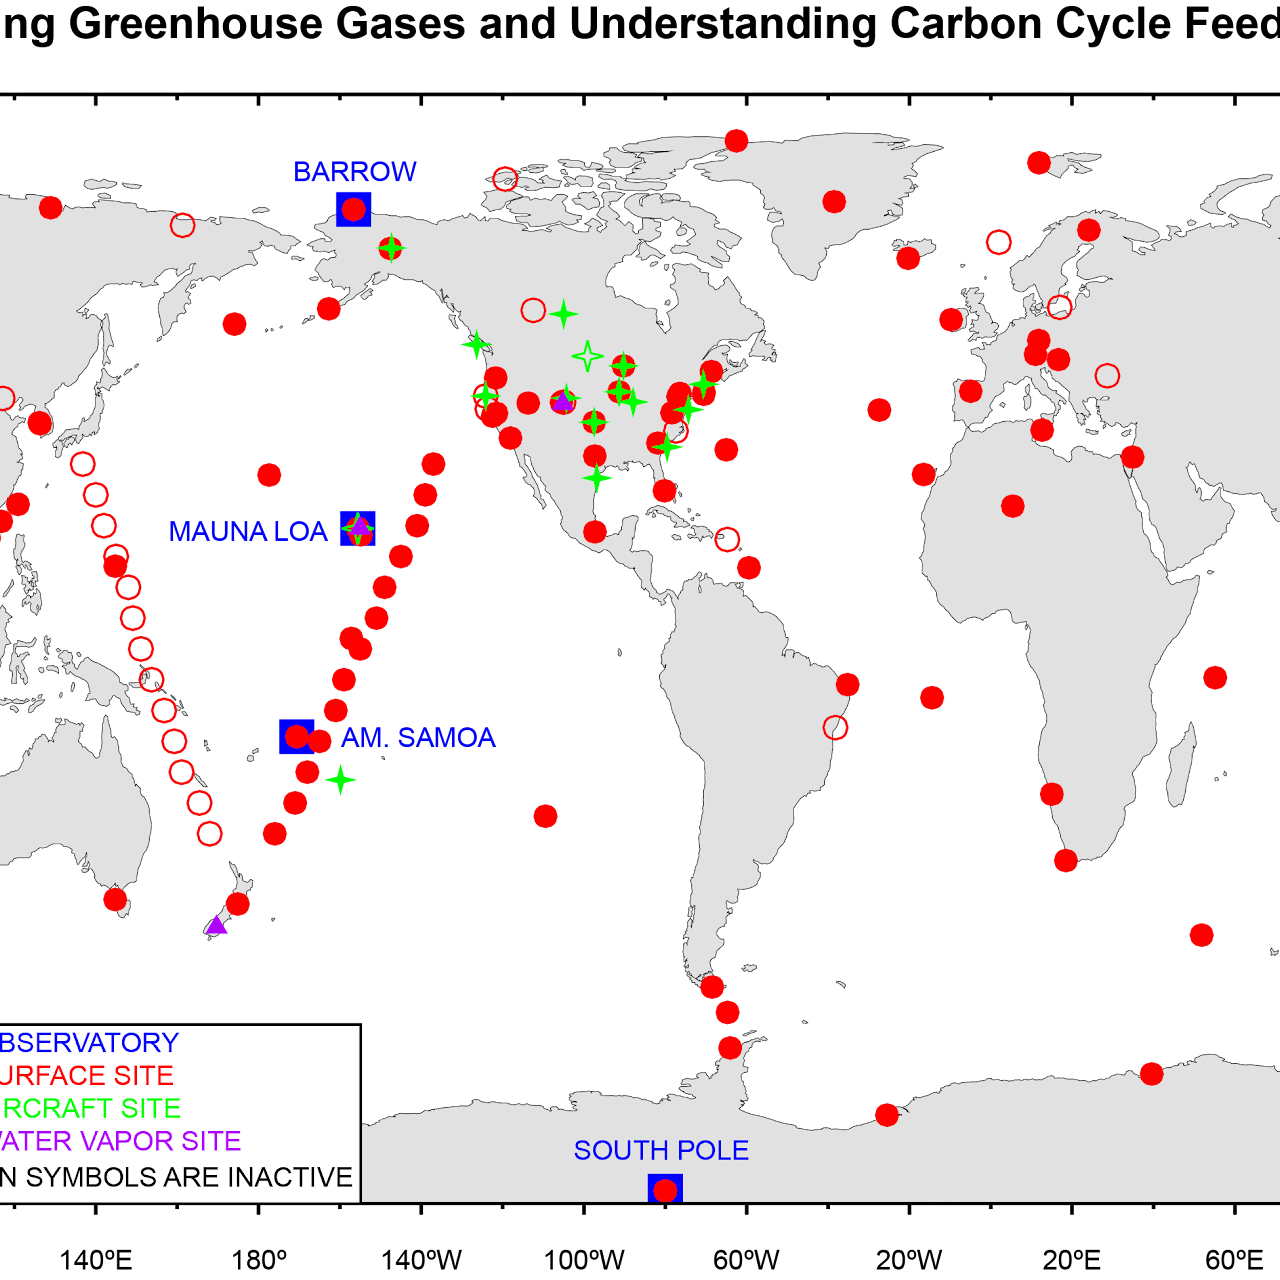 ng Greenhouse Gases and Understanding Carbon Cycle Feed
BARROW
MAUNA LOA
AM. SAMOA
BSERVATORY
URFACE SITE
RCRAFT SITE
WATER VAPOR SITE
N SYMBOLS ARE INACTIVE
SOUTH POLE
140ºE 180º 140ºW 100ºW 60ºW 20ºW 20ºE 60ºE